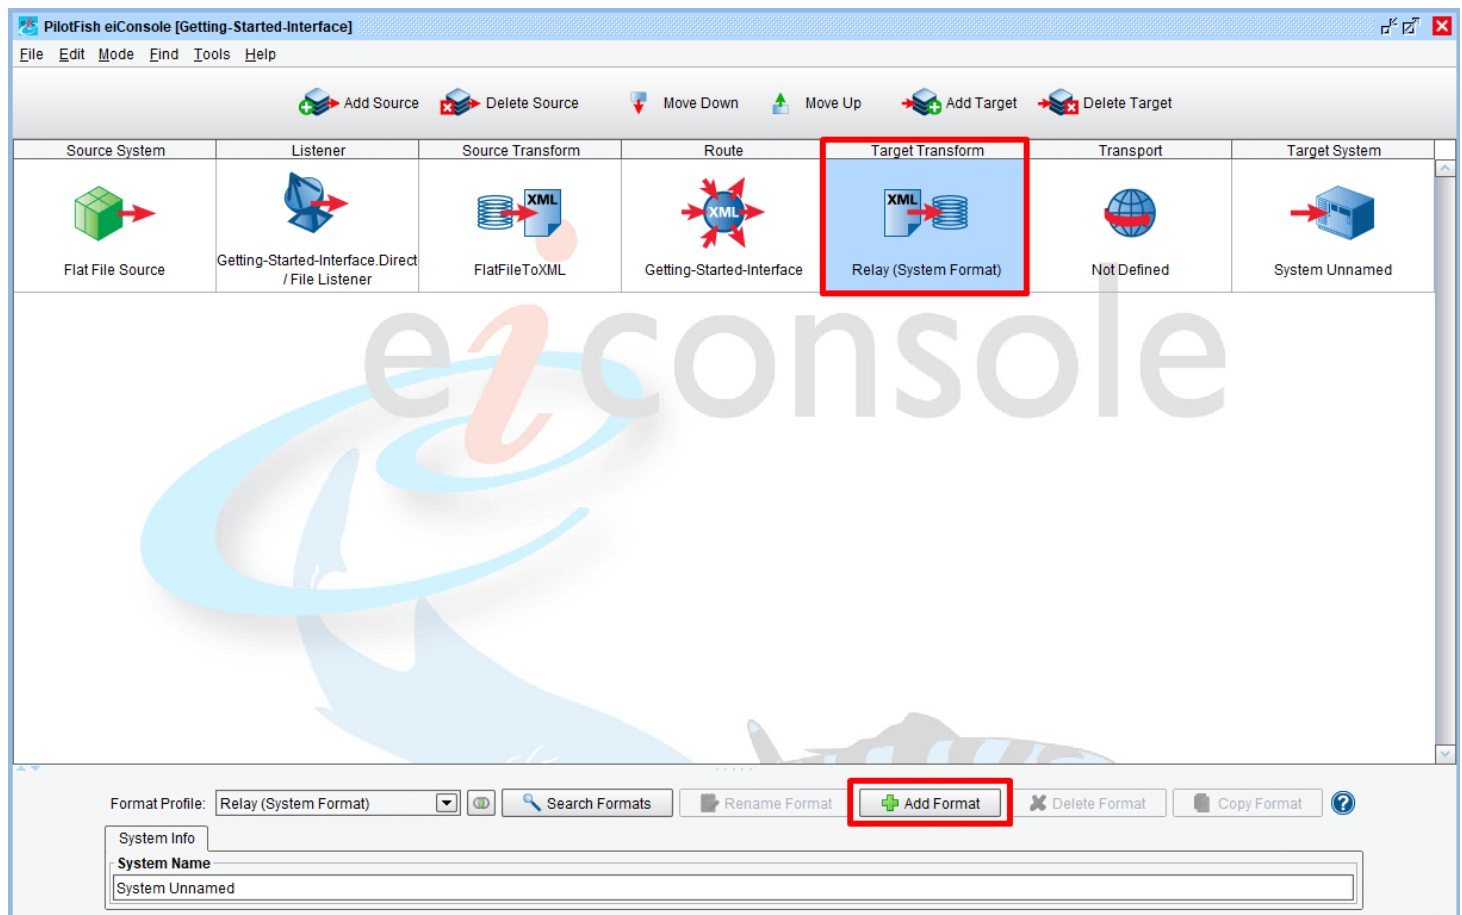 PilotFish eiConsole [Getting-Started-Interface]
File Edit Mode Find Tools Help
Add Source Delete Source Move Down Move Up Add Target Delete Target
Source System Listener Source Transform Route Target Transform Transport Target System
XML XML XML
Flat File Source Getting-Started-Interface.Direct FlatFileToXML Getting-Started-Interface Relay (System Format) Not Defined System Unnamed
/ File Listener
eiconsole
Format Profile: Relay (System Format) Search Formats Rename Format Add Format Delete Format Copy Format ?
System Info
System Name
System Unnamed